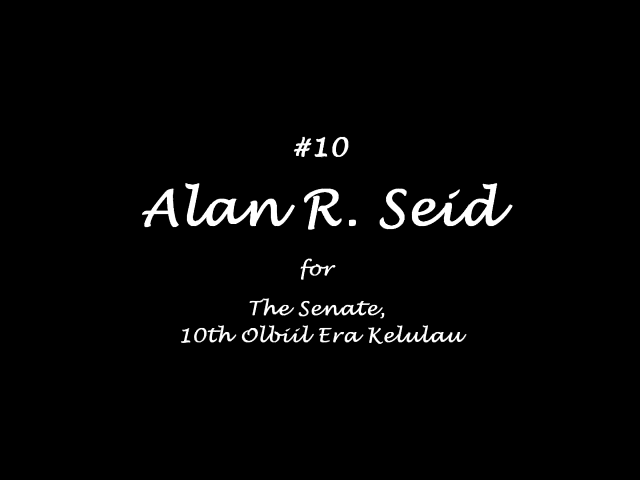 #10
Alan R. Seid
for
The Senate,
10th Olbiil Era Kelulau